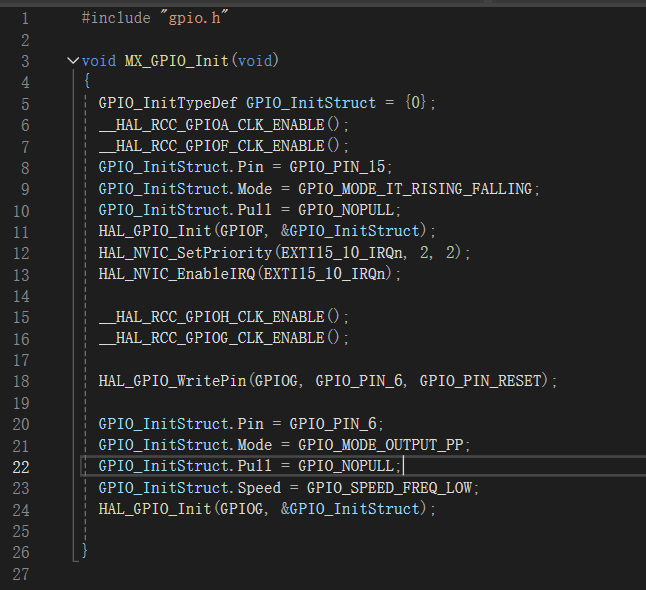 1 #include "gpio.h"
2
3 void MX_GPIO_Init(void)
4 {
5 GPIO_InitTypeDef GPIO_InitStruct = {0};
6 __HAL_RCC_GPIOA_CLK_ENABLE();
7 __HAL_RCC_GPIOF_CLK_ENABLE();
8 GPIO_InitStruct.Pin = GPIO_PIN_15;
9 GPIO_InitStruct.Mode = GPIO_MODE_IT_RISING_FALLING;
10 GPIO_InitStruct.Pull = GPIO_NOPULL;
11 HAL_GPIO_Init(GPIOF, &GPIO_InitStruct);
12 HAL_NVIC_SetPriority(EXTI15_10_IRQn, 2, 2);
13 HAL_NVIC_EnableIRQ(EXTI15_10_IRQn);
14
15 __HAL_RCC_GPIOH_CLK_ENABLE();
16 __HAL_RCC_GPIOG_CLK_ENABLE();
17
18 HAL_GPIO_WritePin(GPIOG, GPIO_PIN_6, GPIO_PIN_RESET);
19
20 GPIO_InitStruct.Pin = GPIO_PIN_6;
21 GPIO_InitStruct.Mode = GPIO_MODE_OUTPUT_PP;
22 GPIO_InitStruct.Pull = GPIO_NOPULL;
23 GPIO_InitStruct.Speed = GPIO_SPEED_FREQ_LOW;
24 HAL_GPIO_Init(GPIOG, &GPIO_InitStruct);
25
26 }
27